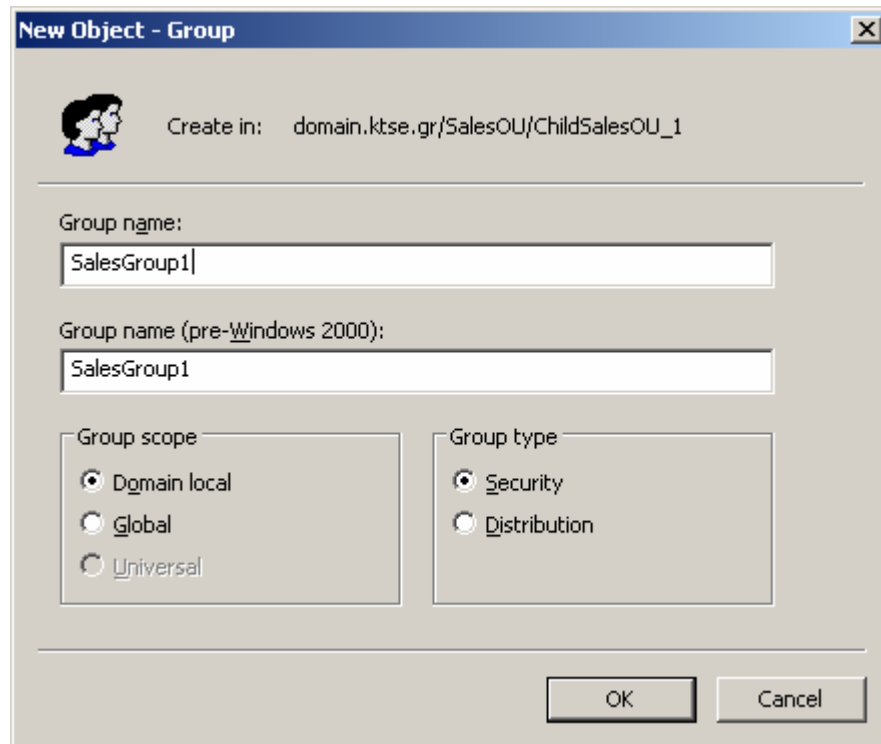 New Object - Group
Create in: domain.ktse.gr/SalesOU/ChildSalesOU_1
Group name:
SalesGroup1
Group name (pre-Windows 2000):
SalesGroup1
Group scope Group type
Domain local Security
Global Distribution
Universal
OK Cancel